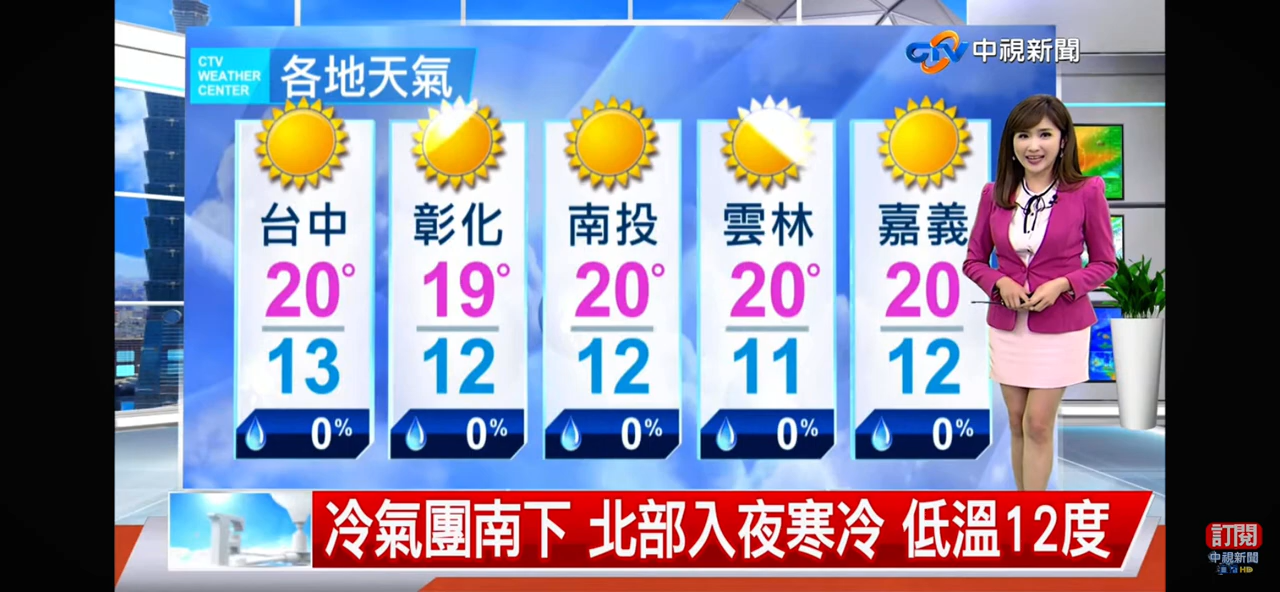 CTV
WEATHER
CENTER
各地天氣
CTV 中視新聞
台中 彰化 南投 雲林 嘉義
20° 19° 20° 20° 20
13 12 12 11 12
0% 0% 0% 0% 0%
冷氣團南下 北部入夜寒冷 低溫12度
訂閱
中視新聞
HD